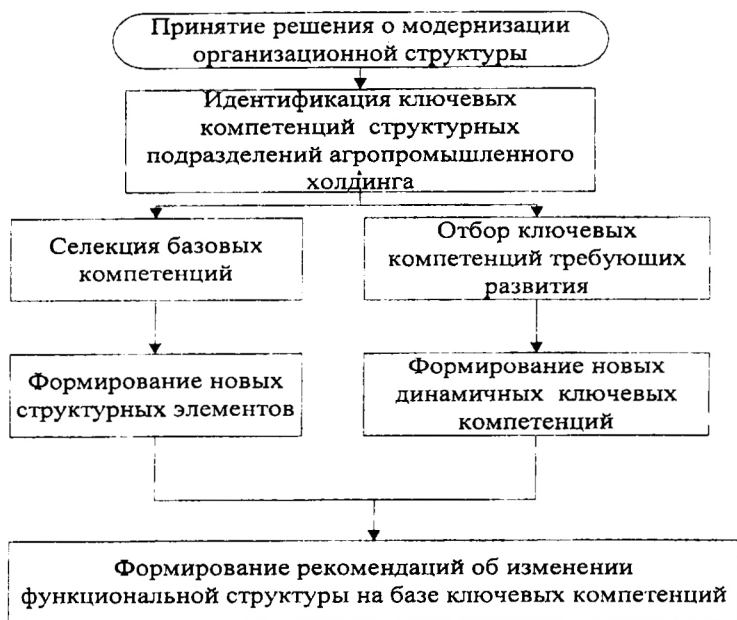 Принятие решения о модернизации
организационной структуры
Идентификация ключевых
компетенций структурных
подразделений агропромышленного
холдинга
Селекция базовых
компетенций
Отбор ключевых
компетенций требующих
развития
Формирование новых
структурных элементов
Формирование новых
динамичных ключевых
компетенций
Формирование рекомендаций об изменении
функциональной структуры на базе ключевых компетенций